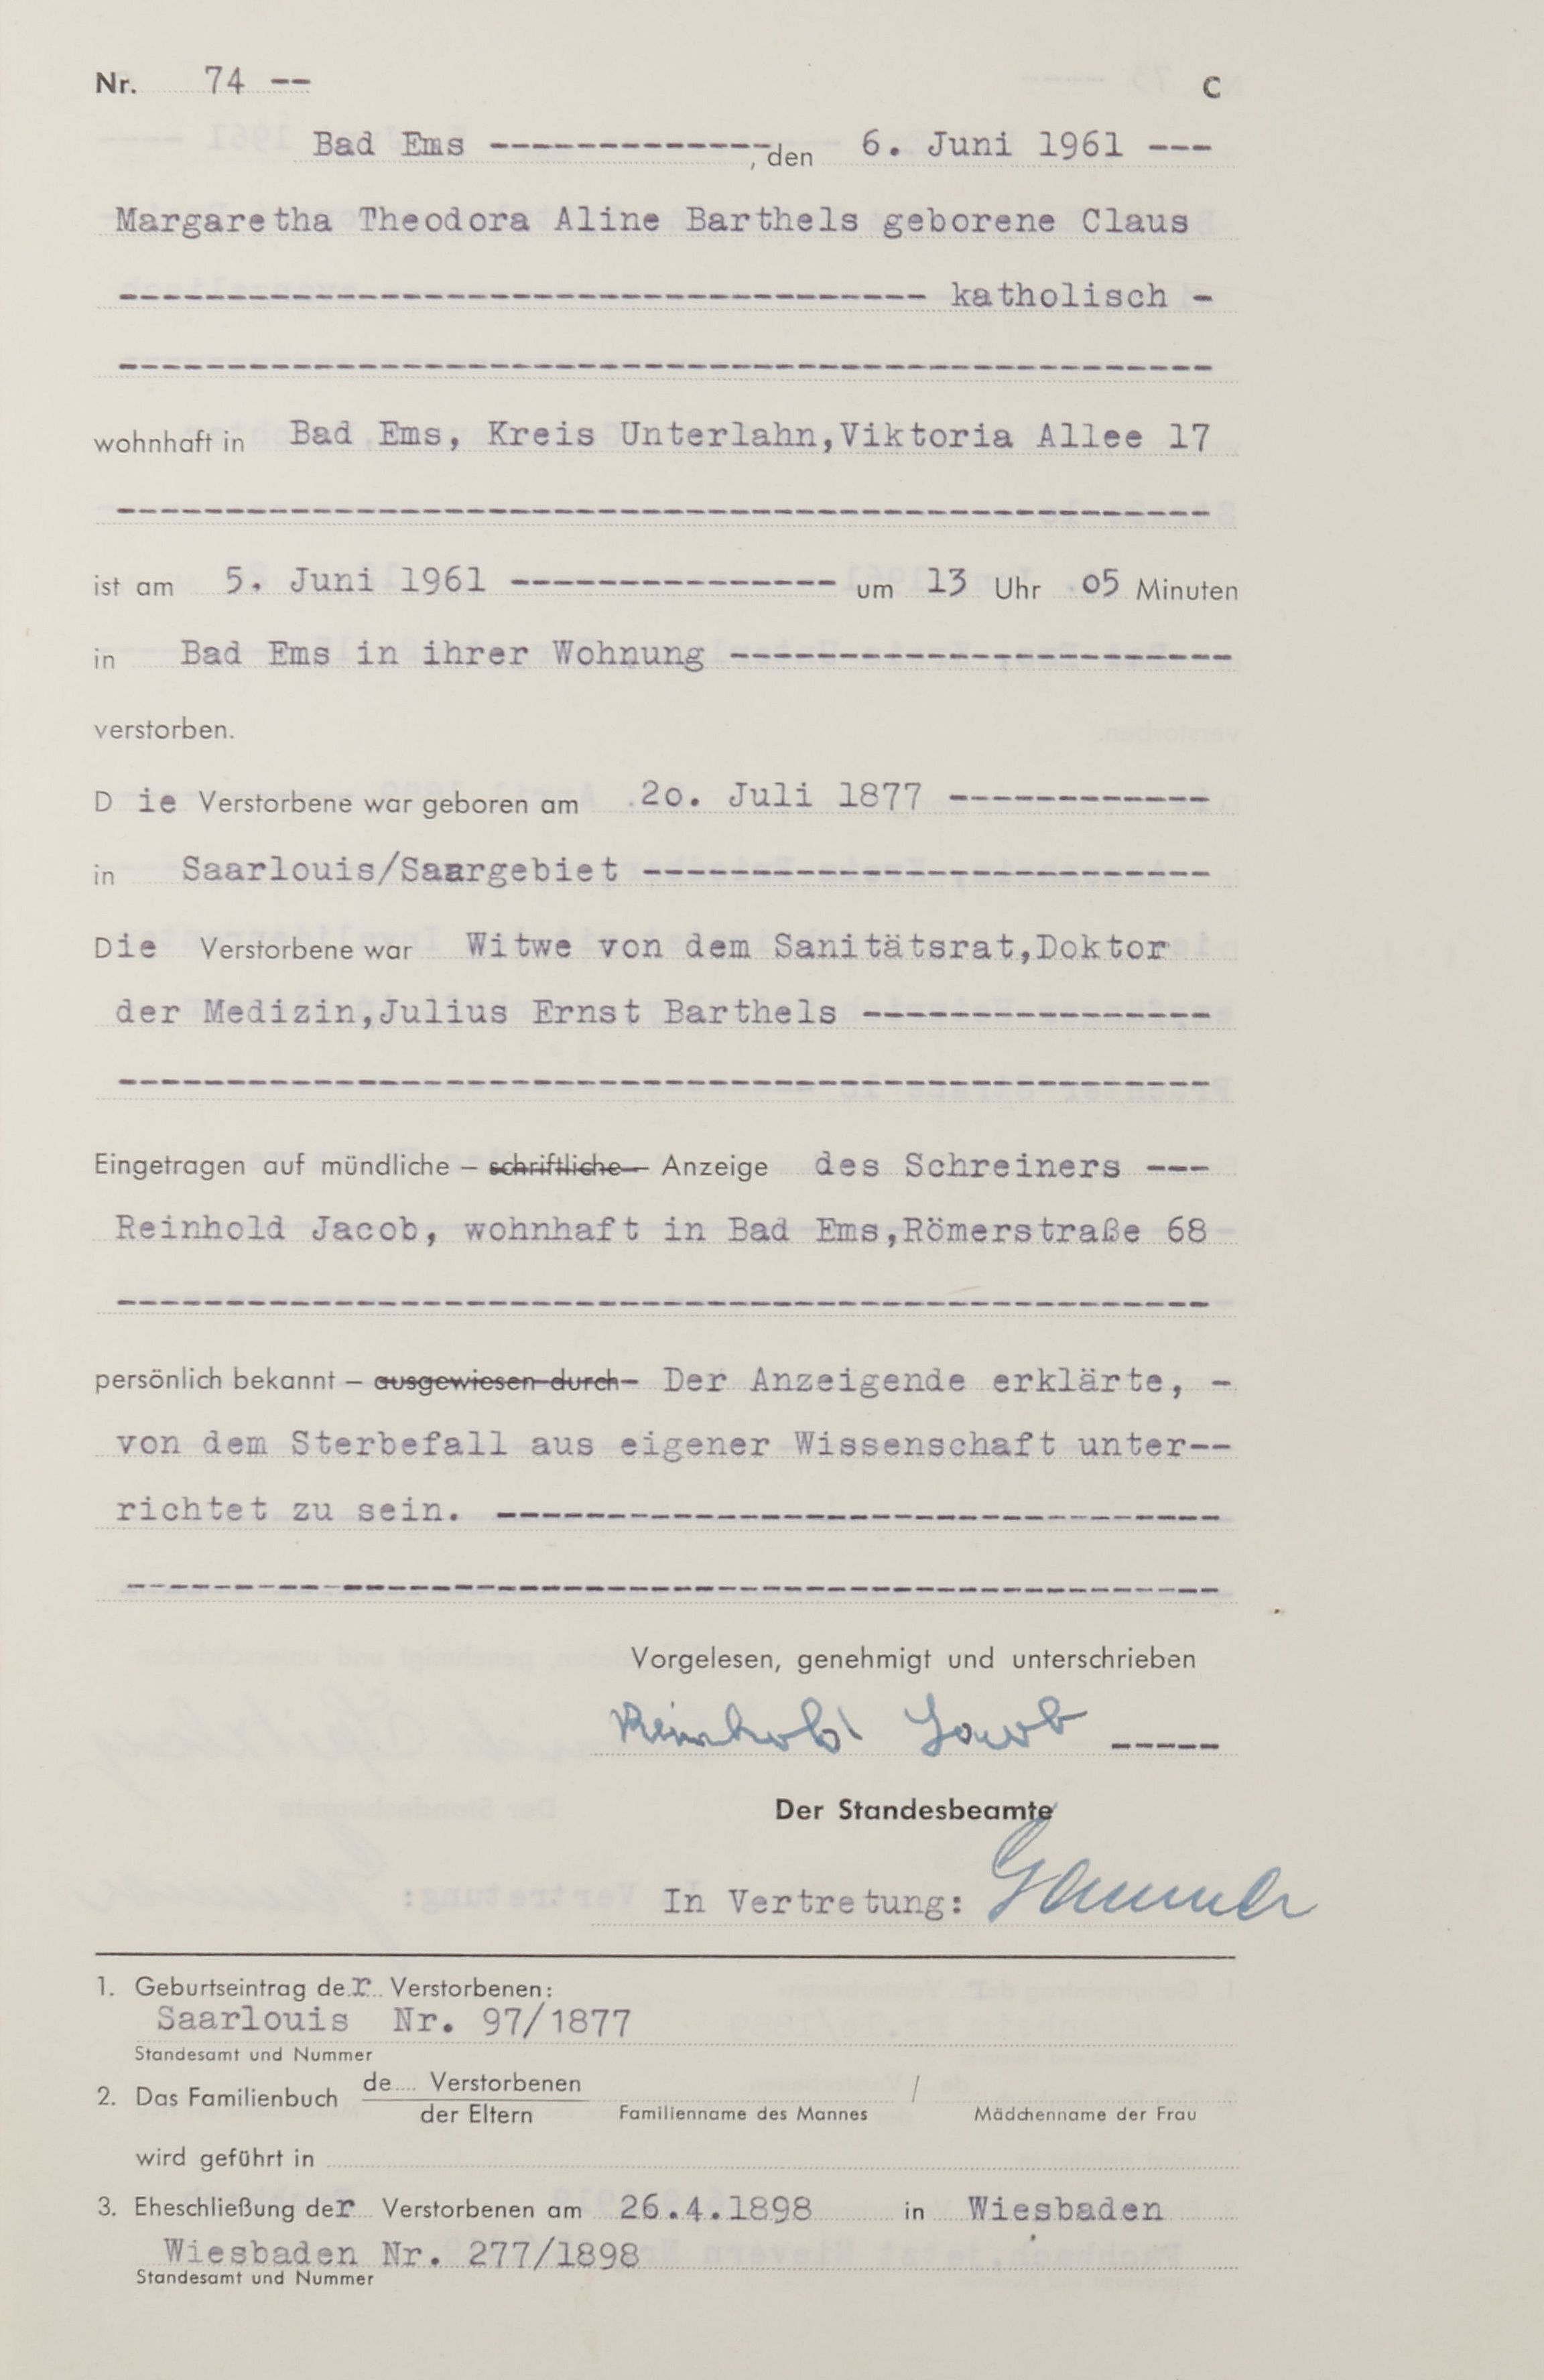 Nr. 74 -- C
Bad Ems -------------, den 6. Juni 1961 ---
Margaretha Theodora Aline Barthels geborene Claus
------------------------------------- katholisch -
--------------------------------------------------
wohnhaft in Bad Ems, Kreis Unterlahn,Viktoria Allee 17
--------------------------------------------------
ist am 5. Juni 1961 --------------- um 13 Uhr o5 Minuten
in Bad Ems in ihrer Wohnung -----------------------
verstorben.
D ie Verstorbene war geboren am 2o. Juli 1877 ------------
in Saarlouis/Saargebiet --------------------------
Die Verstorbene war Witwe von dem Sanitätsrat,Doktor
der Medizin,Julius Ernst Barthels ----------------
--------------------------------------------------
Eingetragen auf mündliche – schriftliche – Anzeige des Schreiners ---
Reinhold Jacob, wohnhaft in Bad Ems,Römerstraße 68
--------------------------------------------------
persönlich bekannt – ausgewiesen durch- Der Anzeigende erklärte, -
von dem Sterbefall aus eigener Wissenschaft unter--
richtet zu sein. ---------------------------------
--------------------------------------------------
Vorgelesen, genehmigt und unterschrieben
Reinhold Jacob -----
Der Standesbeamte
In Vertretung:
1. Geburtseintrag der Verstorbenen:
Saarlouis Nr. 97/1877
Standesamt und Nummer
2. Das Familienbuch de.... Verstorbenen /
der Eltern Familienname des Mannes Mädchenname der Frau
wird geführt in
3. Eheschließung der Verstorbenen am 26.4.1898 in Wiesbaden
Wiesbaden Nr. 277/1898
Standesamt und Nummer